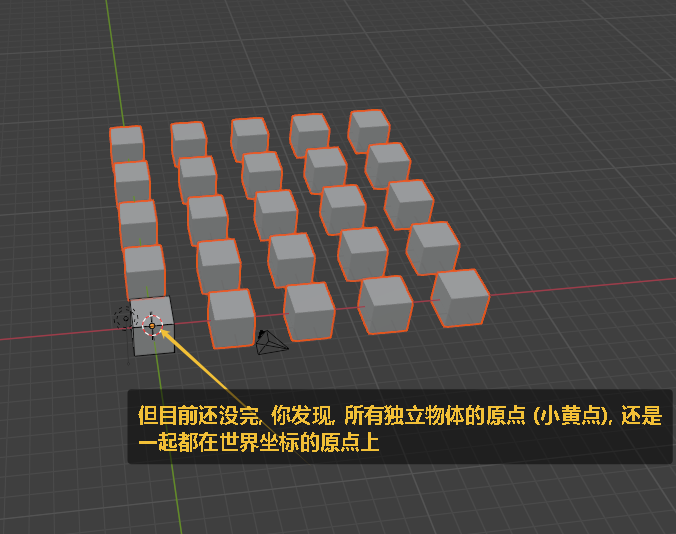 但目前还没完, 你发现, 所有独立物体的原点 (小黄点), 还是
一起都在世界坐标的原点上